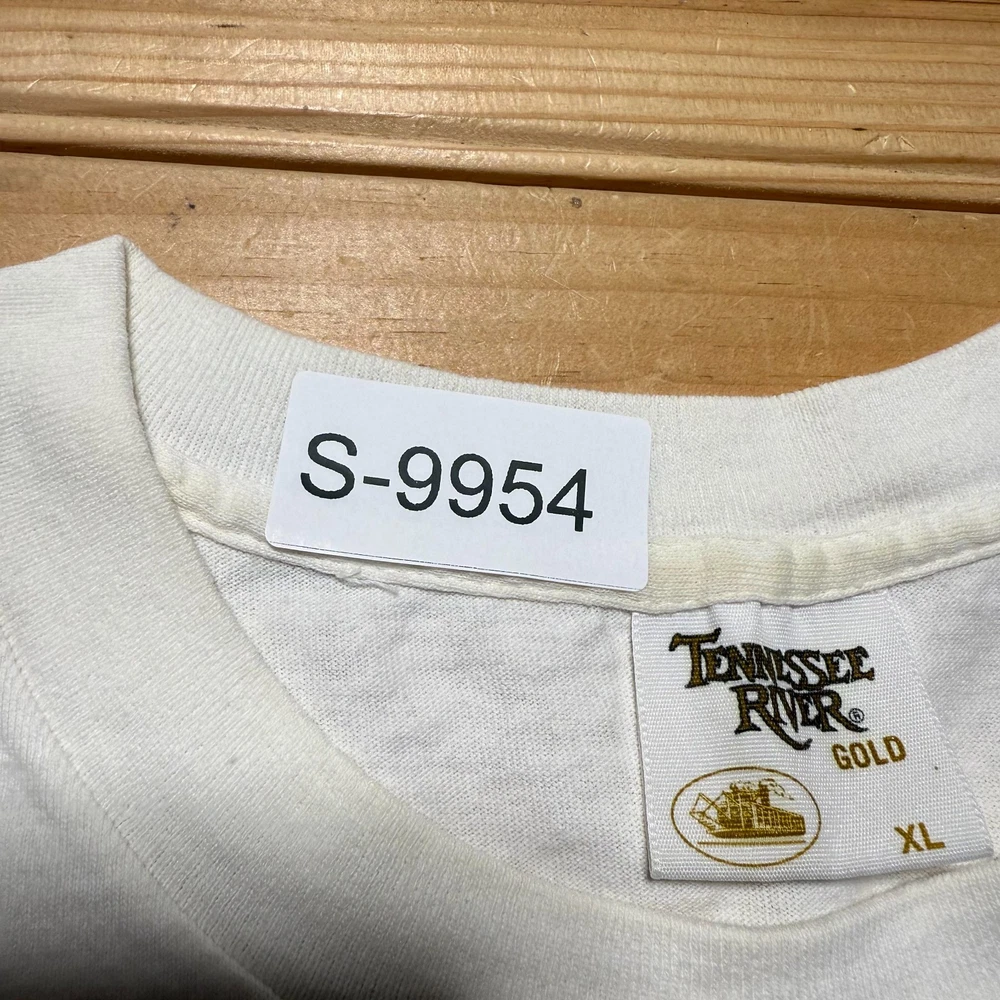 S-9954
TENNESSEE
RIVER®
GOLD
XL